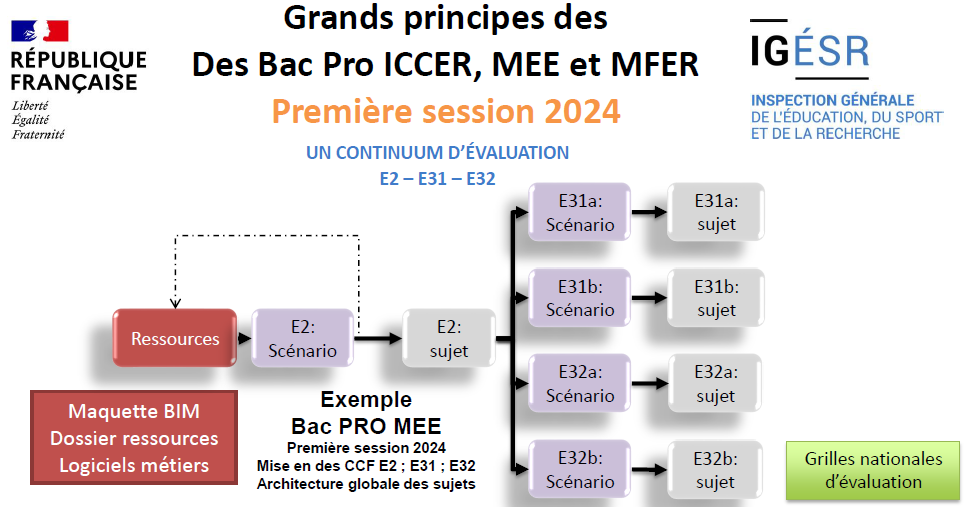 RÉPUBLIQUE
FRANÇAISE
Liberté
Égalité
Fraternité
Grands principes des
Des Bac Pro ICCER, MEE et MFER
Première session 2024
UN CONTINUUM D'ÉVALUATION
E2 – E31 – E32
IGÉSR
INSPECTION GÉNÉRALE
DE L'ÉDUCATION, DU SPORT
ET DE LA RECHERCHE
E31a:
Scénario
E31a:
sujet
E31b:
Scénario
E31b:
sujet
Ressources
E2:
Scénario
E2:
sujet
E32a:
Scénario
E32a:
sujet
E32b:
Scénario
E32b:
sujet
Maquette BIM
Dossier ressources
Logiciels métiers
Exemple
Bac PRO MEE
Première session 2024
Mise en des CCF E2 ; E31 ; E32
Architecture globale des sujets
Grilles nationales
d'évaluation